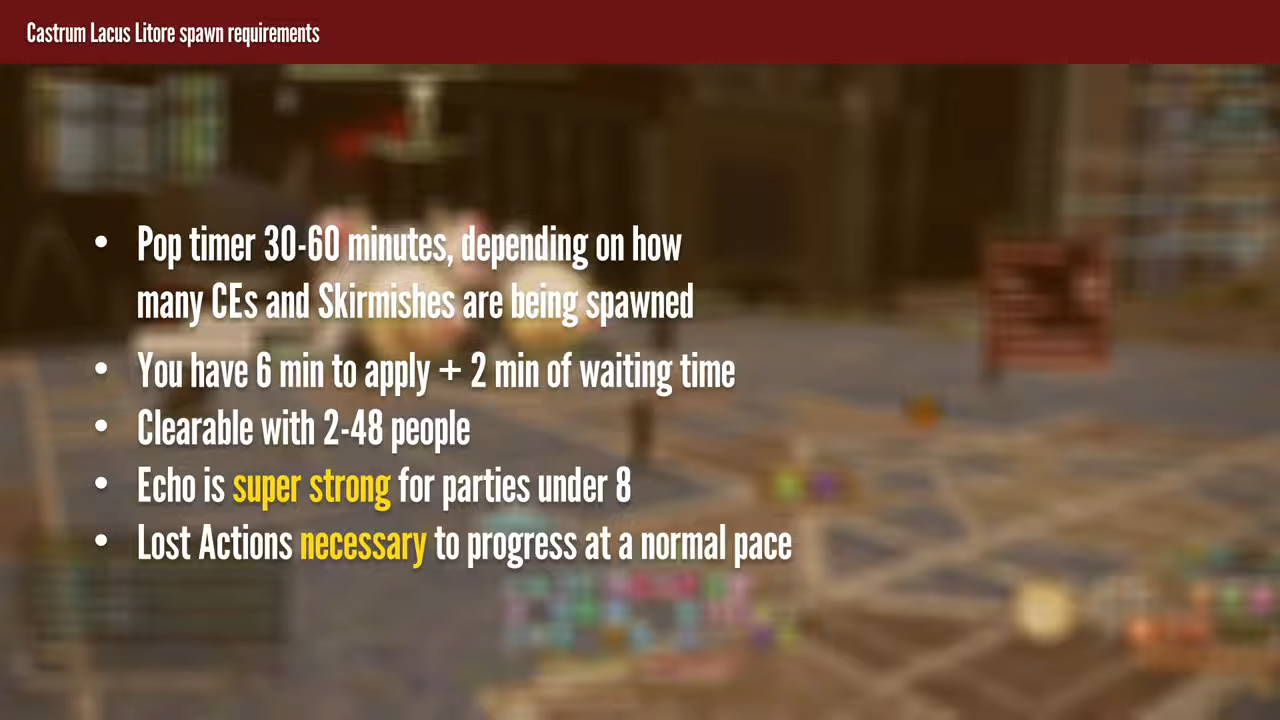 Castrum Lacus Litore spawn requirements
• Pop timer 30-60 minutes, depending on how
many CEs and Skirmishes are being spawned
• You have 6 min to apply + 2 min of waiting time
• Clearable with 2-48 people
• Echo is super strong for parties under 8
• Lost Actions necessary to progress at a normal pace